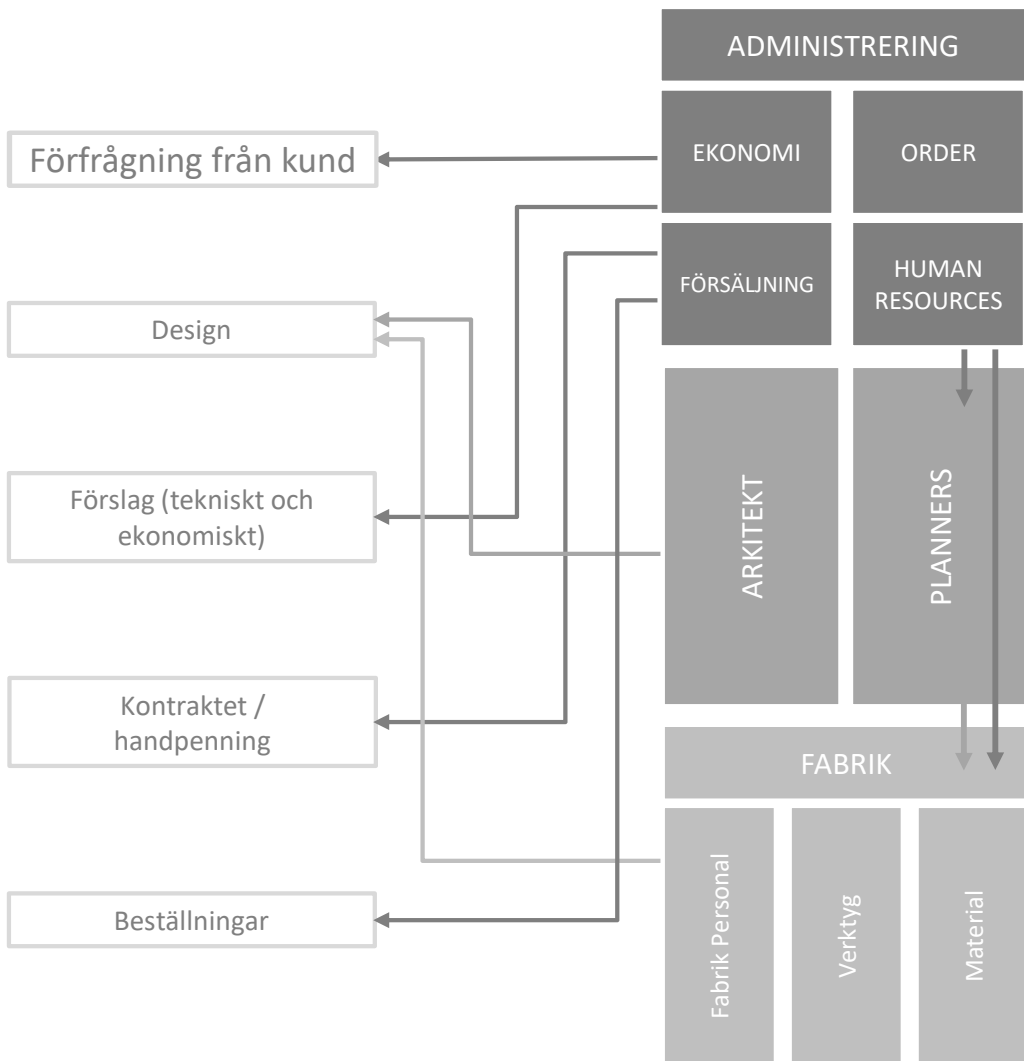 ADMINISTRERING
EKONOMI
ORDER
Förfrågning från kund
FÖRSÄLJNING
HUMAN
RESOURCES
Design
ARKITEKT
PLANNERS
Förslag (tekniskt och
ekonomiskt)
Kontraktet /
handpenning
FABRIK
Beställningar
Fabrik Personal
Verktyg
Material